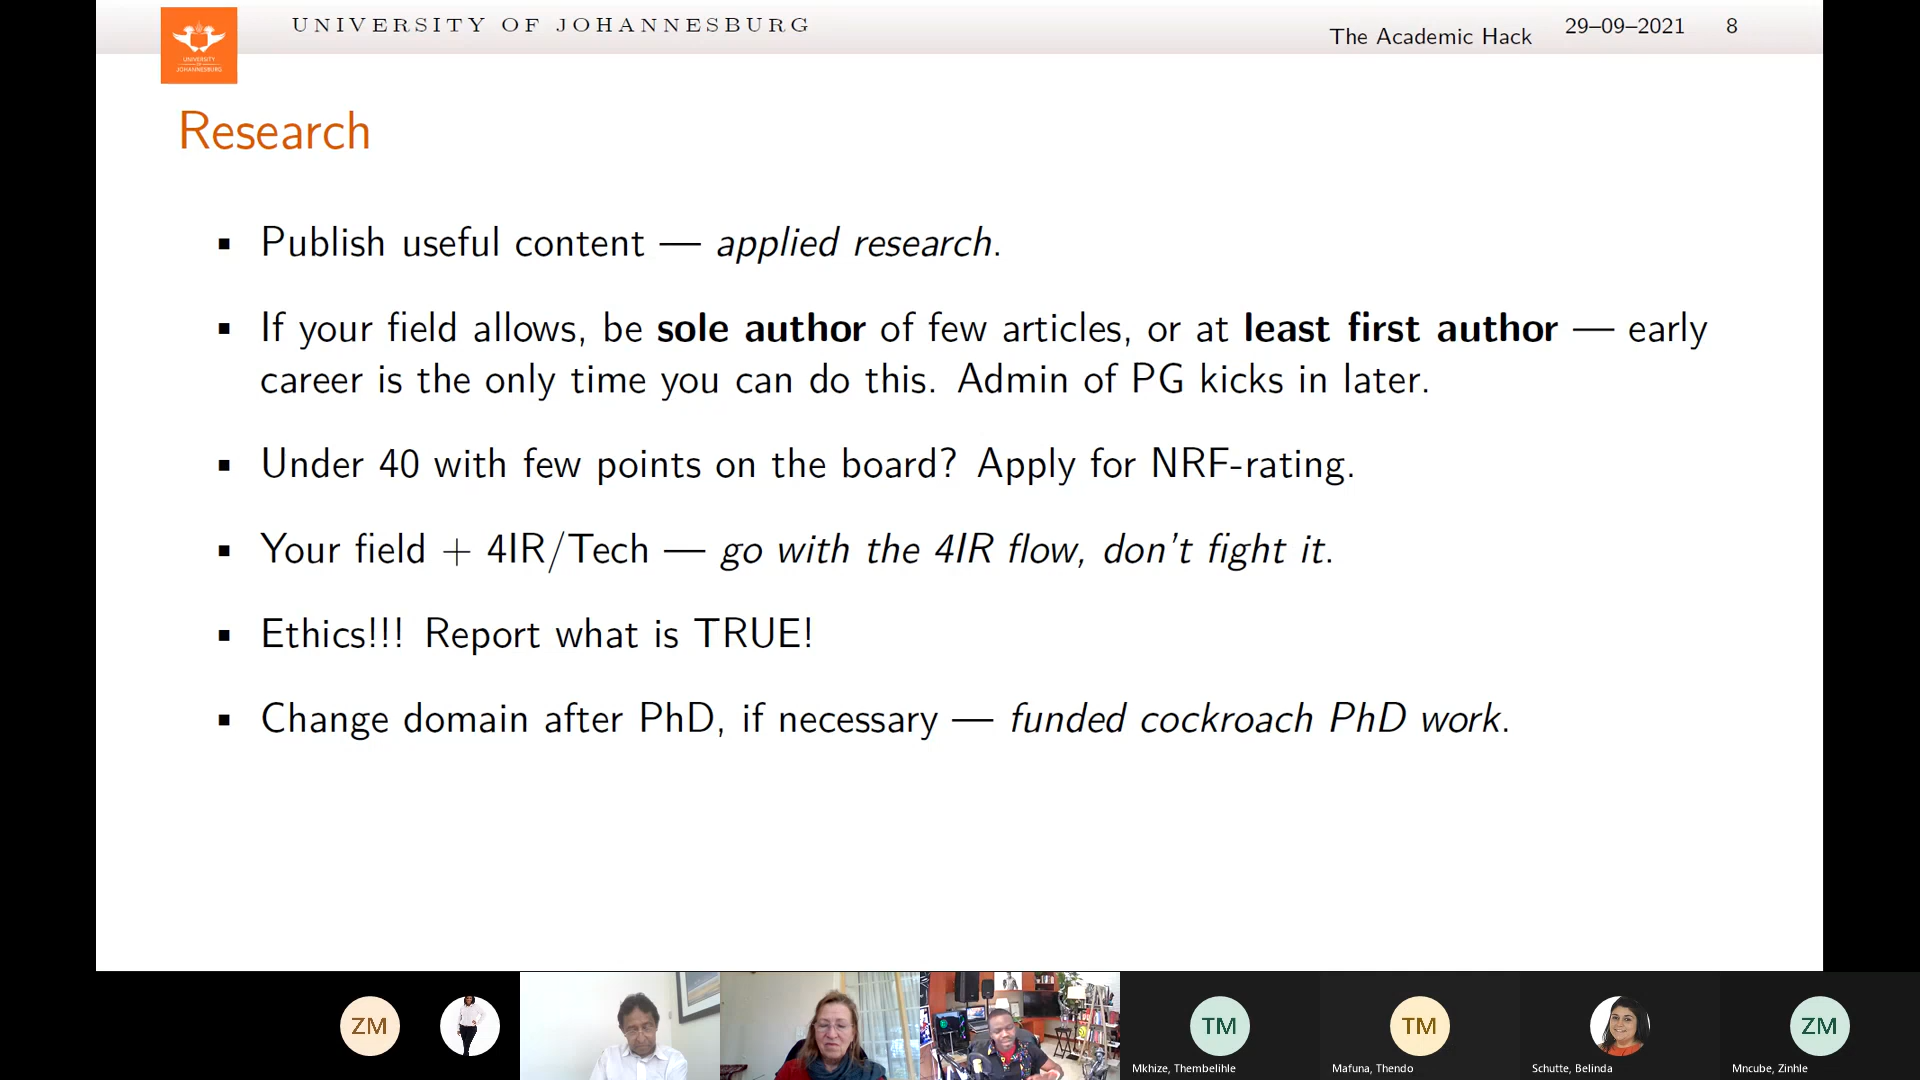 UNIVERSITY OF JOHANNESBURG
The Academic Hack 29–09–2021 8
UNIVERSITY
OF
JOHANNESBURG
Research
▪ Publish useful content — applied research.
▪ If your field allows, be sole author of few articles, or at least first author — early
career is the only time you can do this. Admin of PG kicks in later.
▪ Under 40 with few points on the board? Apply for NRF-rating.
▪ Your field + 4IR/Tech — go with the 4IR flow, don't fight it.
▪ Ethics!!! Report what is TRUE!
▪ Change domain after PhD, if necessary — funded cockroach PhD work.
ZM
TM
TM
ZM
Mkhize, Thembelihle
Mafuna, Thendo
Schutte, Belinda
Mncube, Zinhle